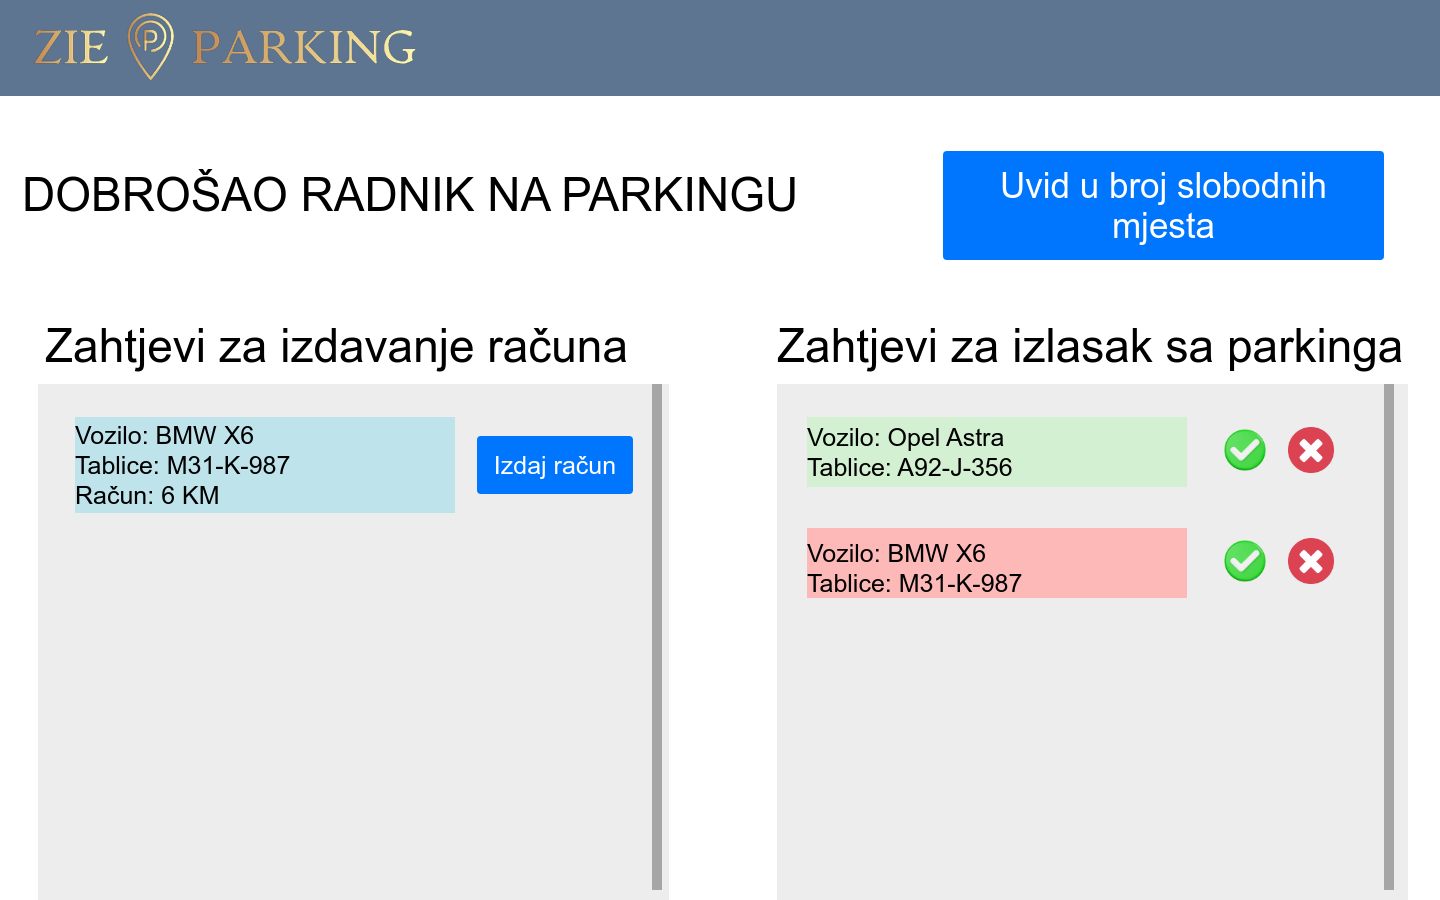 ZIE P PARKING
DOBROŠAO RADNIK NA PARKINGU
Uvid u broj slobodnih
mjesta
Zahtjevi za izdavanje računa
Vozilo: BMW X6
Tablice: M31-K-987
Račun: 6 KM
Izdaj račun
Zahtjevi za izlasak sa parkinga
Vozilo: Opel Astra
Tablice: A92-J-356
Vozilo: BMW X6
Tablice: M31-K-987